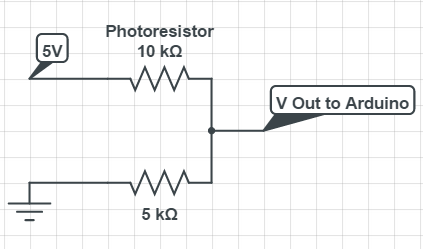 Photoresistor
10 kΩ
5V
V Out to Arduino
5 kΩ